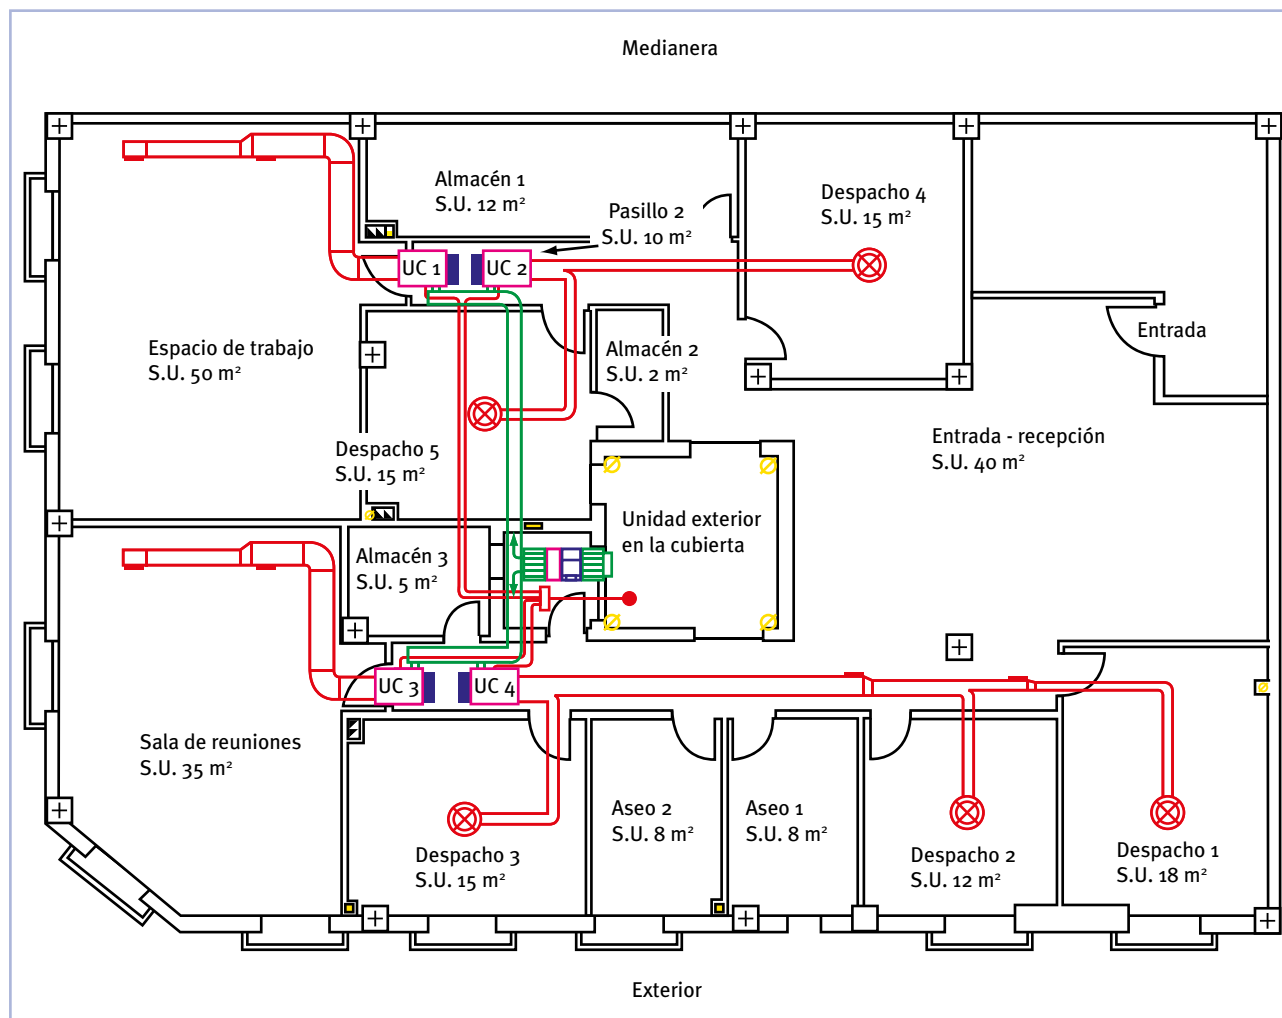 Medianera
Almacén 1
S.U. 12 m²
Pasillo 2
S.U. 10 m²
Despacho 4
S.U. 15 m²
UC 1
UC 2
Espacio de trabajo
S.U. 50 m²
Almacén 2
S.U. 2 m²
Entrada
Despacho 5
S.U. 15 m²
Entrada - recepción
S.U. 40 m²
Unidad exterior
en la cubierta
Almacén 3
S.U. 5 m²
UC 3
UC 4
Sala de reuniones
S.U. 35 m²
Despacho 3
S.U. 15 m²
Aseo 2
S.U. 8 m²
Aseo 1
S.U. 8 m²
Despacho 2
S.U. 12 m²
Despacho 1
S.U. 18 m²
Exterior